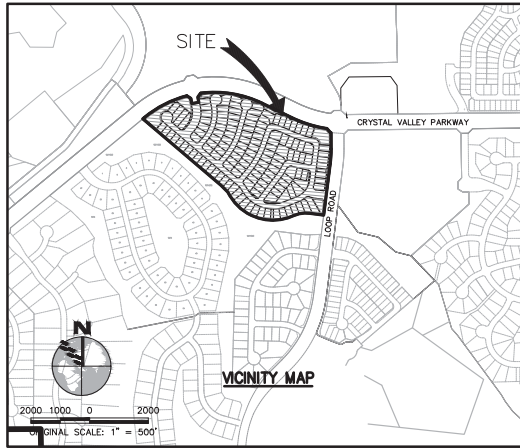 SITE
CRYSTAL VALLEY PARKWAY
LOOP ROAD
N
VICINITY MAP
2000 1000 0 2000
ORIGINAL SCALE: 1" = 500'